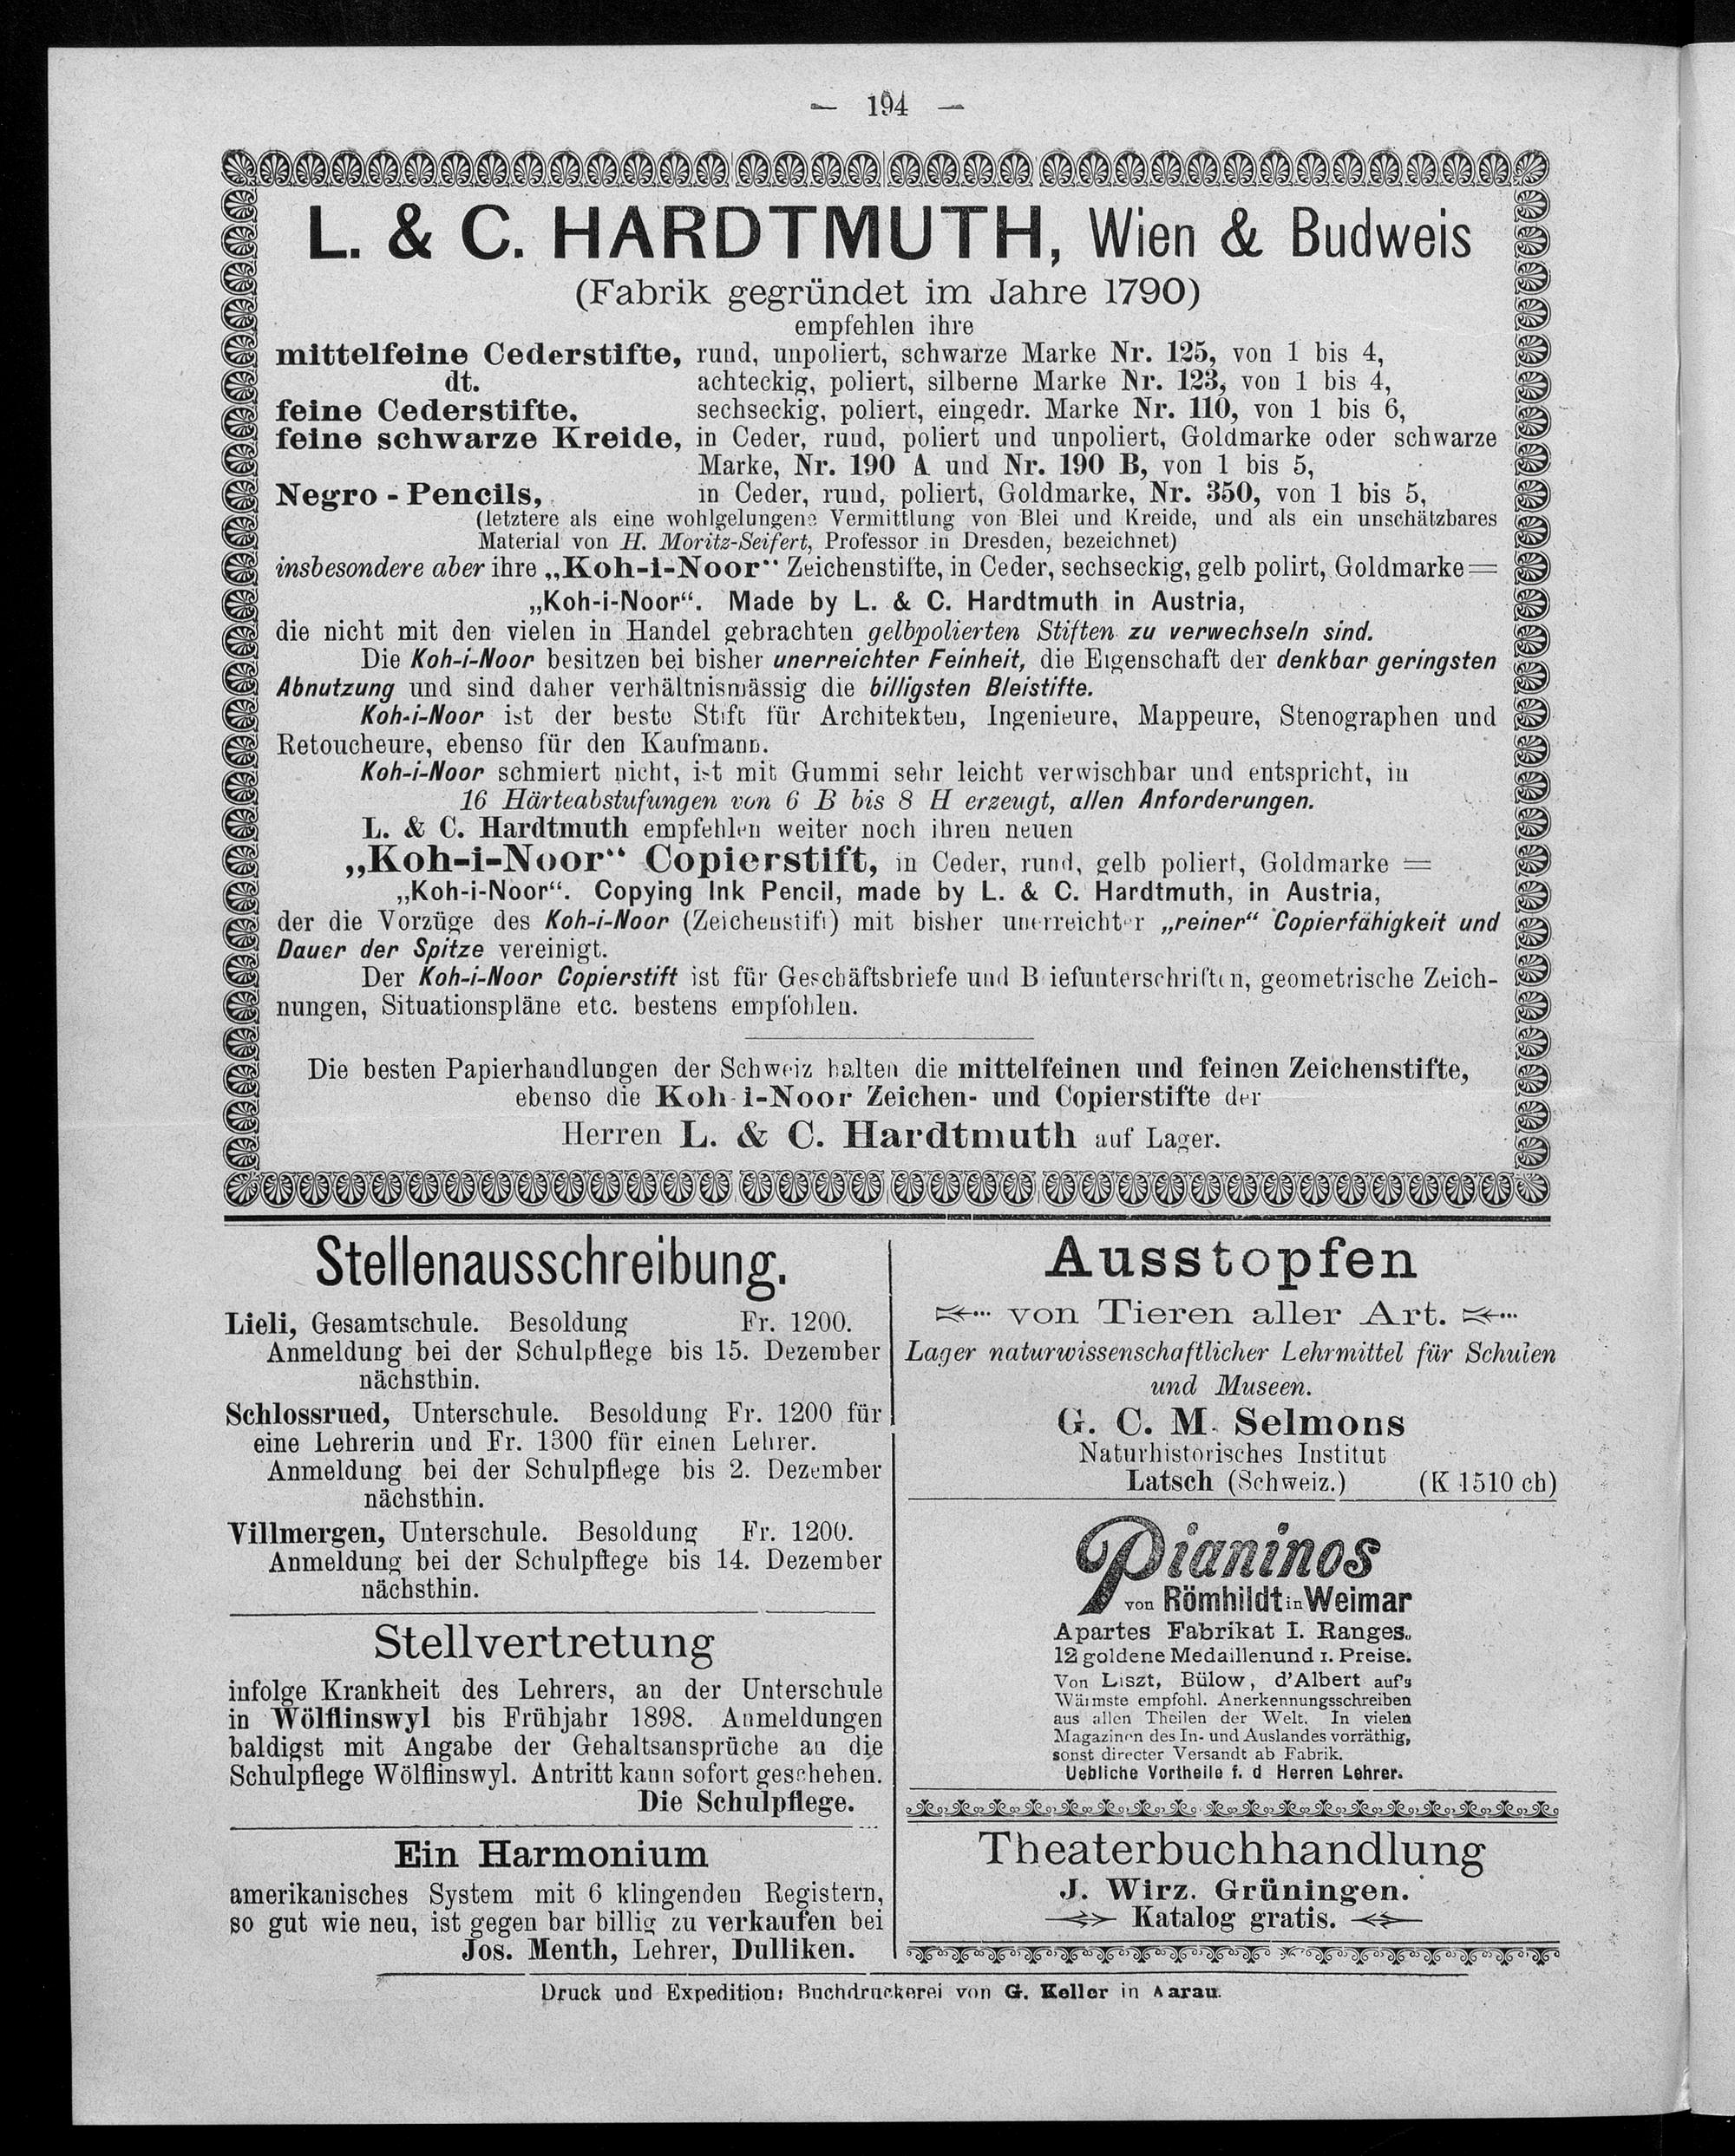 — 194 —
L. & C. HARDTMUTH, Wien & Budweis
(Fabrik gegründet im Jahre 1790)
empfehlen ihre
mittelfeine Cederstifte, rund, unpoliert, schwarze Marke Nr. 125, von 1 bis 4,
dt. achteckig, poliert, silberne Marke Nr. 123, von 1 bis 4,
feine Cederstifte. sechseckig, poliert, eingedr. Marke Nr. 110, von 1 bis 6,
feine schwarze Kreide, in Ceder, rund, poliert und unpoliert, Goldmarke oder schwarze
Marke, Nr. 190 A und Nr. 190 B, von 1 bis 5,
Negro - Pencils, in Ceder, rund, poliert, Goldmarke, Nr. 350, von 1 bis 5,
(letztere als eine wohlgelungene Vermittlung von Blei und Kreide, und als ein unschätzbares
Material von H. Moritz-Seifert, Professor in Dresden, bezeichnet)
insbesondere aber ihre „Koh-i-Noor“ Zeichenstifte, in Ceder, sechseckig, gelb polirt, Goldmarke =
„Koh-i-Noor“. Made by L. & C. Hardtmuth in Austria,
die nicht mit den vielen in Handel gebrachten gelbpolierten Stiften zu verwechseln sind.
Die Koh-i-Noor besitzen bei bisher unerreichter Feinheit, die Eigenschaft der denkbar geringsten
Abnutzung und sind daher verhältnismässig die billigsten Bleistifte.
Koh-i-Noor ist der beste Stift für Architekten, Ingenieure, Mappeure, Stenographen und
Retoucheure, ebenso für den Kaufmann.
Koh-i-Noor schmiert nicht, ist mit Gummi sehr leicht verwischbar und entspricht, in
16 Härteabstufungen von 6 B bis 8 H erzeugt, allen Anforderungen.
L. & C. Hardtmuth empfehlen weiter noch ihren neuen
„Koh-i-Noor“ Copierstift, in Ceder, rund, gelb poliert, Goldmarke =
„Koh-i-Noor“. Copying Ink Pencil, made by L. & C. Hardtmuth, in Austria,
der die Vorzüge des Koh-i-Noor (Zeichenstift) mit bisher unerreichter „reiner“ Copierfähigkeit und
Dauer der Spitze vereinigt.
Der Koh-i-Noor Copierstift ist für Geschäftsbriefe und Briefunterschriften, geometrische Zeich-
nungen, Situationspläne etc. bestens empfohlen.
Die besten Papierhandlungen der Schweiz halten die mittelfeinen und feinen Zeichenstifte,
ebenso die Koh-i-Noor Zeichen- und Copierstifte der
Herren L. & C. Hardtmuth auf Lager.
Stellenausschreibung.
Lieli, Gesamtschule. Besoldung Fr. 1200.
Anmeldung bei der Schulpflege bis 15. Dezember
nächsthin.
Schlossrued, Unterschule. Besoldung Fr. 1200 für
eine Lehrerin und Fr. 1300 für einen Lehrer.
Anmeldung bei der Schulpflege bis 2. Dezember
nächsthin.
Villmergen, Unterschule. Besoldung Fr. 1200.
Anmeldung bei der Schulpflege bis 14. Dezember
nächsthin.
Stellvertretung
infolge Krankheit des Lehrers, an der Unterschule
in Wölflinswyl bis Frühjahr 1898. Anmeldungen
baldigst mit Angabe der Gehaltsansprüche an die
Schulpflege Wölflinswyl. Antritt kann sofort geschehen.
Die Schulpflege.
Ein Harmonium
amerikanisches System mit 6 klingenden Registern,
so gut wie neu, ist gegen bar billig zu verkaufen bei
Jos. Menth, Lehrer, Dulliken.
Ausstopfen
von Tieren aller Art.
Lager naturwissenschaftlicher Lehrmittel für Schulen
und Museen.
G. C. M. Selmons
Naturhistorisches Institut
Latsch (Schweiz.) (K 1510 ch)
Pianinos
von Römhildt in Weimar
Apartes Fabrikat I. Ranges.
12 goldene Medaillen und I. Preise.
Von Liszt, Bülow, d'Albert auf's
Wärmste empfohl. Anerkennungsschreiben
aus allen Theilen der Welt. In vielen
Magazinen des In- und Auslandes vorräthig,
sonst directer Versandt ab Fabrik.
Uebliche Vortheile f. d Herren Lehrer.
Theaterbuchhandlung
J. Wirz. Grüningen.
Katalog gratis.
Druck und Expedition: Buchdruckerei von G. Keller in Aarau.